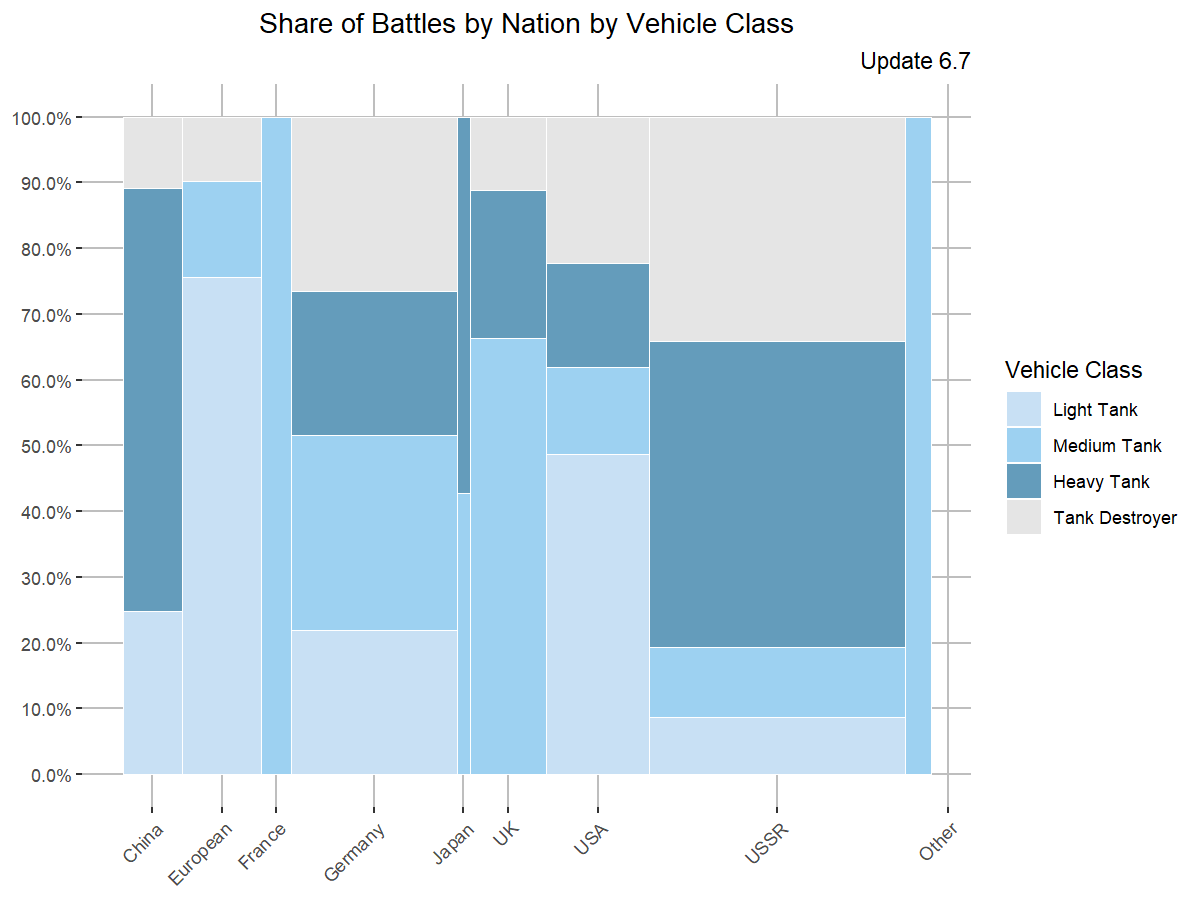 Share of Battles by Nation by Vehicle Class
Update 6.7
100.0%
90.0%
80.0%
70.0%
60.0%
50.0%
40.0%
30.0%
20.0%
10.0%
0.0%
China
European
France
Germany
Japan
UK
USA
USSR
Other
Vehicle Class
Light Tank
Medium Tank
Heavy Tank
Tank Destroyer